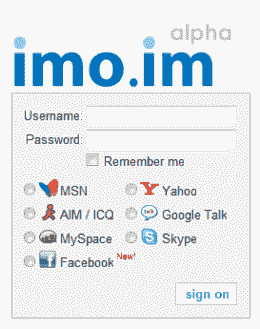 alpha
imo.im
Username:
Password:
Remember me
MSN Yahoo
AIM / ICQ Google Talk
MySpace Skype
Facebook New!
sign on